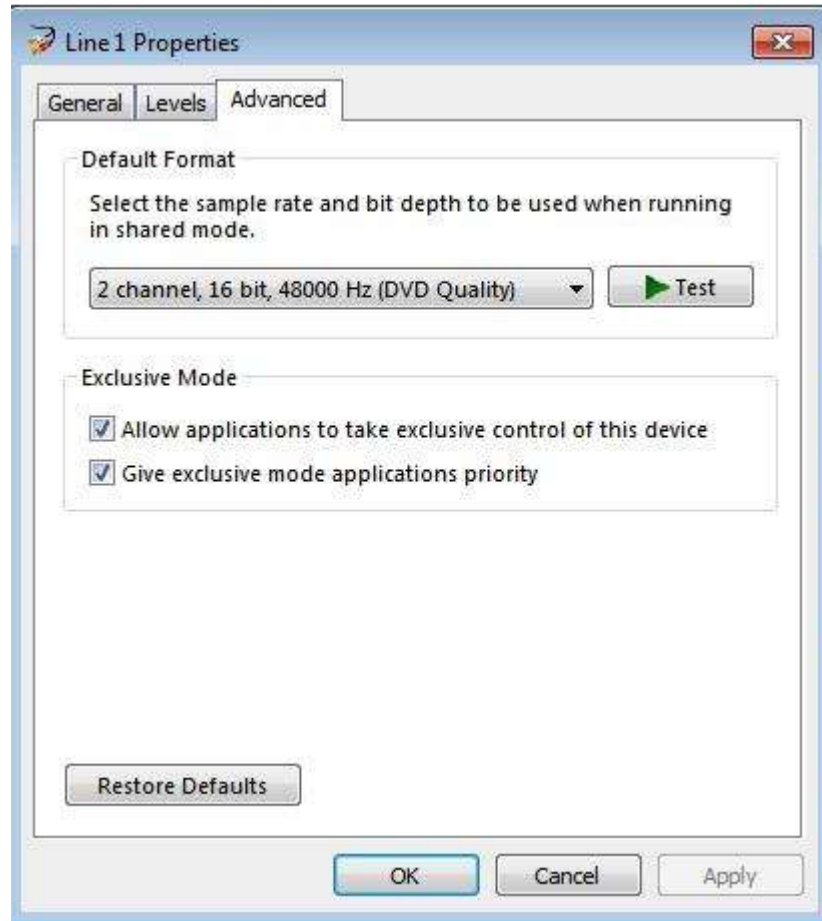 Line 1 Properties
General Levels Advanced
Default Format
Select the sample rate and bit depth to be used when running
in shared mode.
2 channel, 16 bit, 48000 Hz (DVD Quality) Test
Exclusive Mode
Allow applications to take exclusive control of this device
Give exclusive mode applications priority
Restore Defaults
OK Cancel Apply